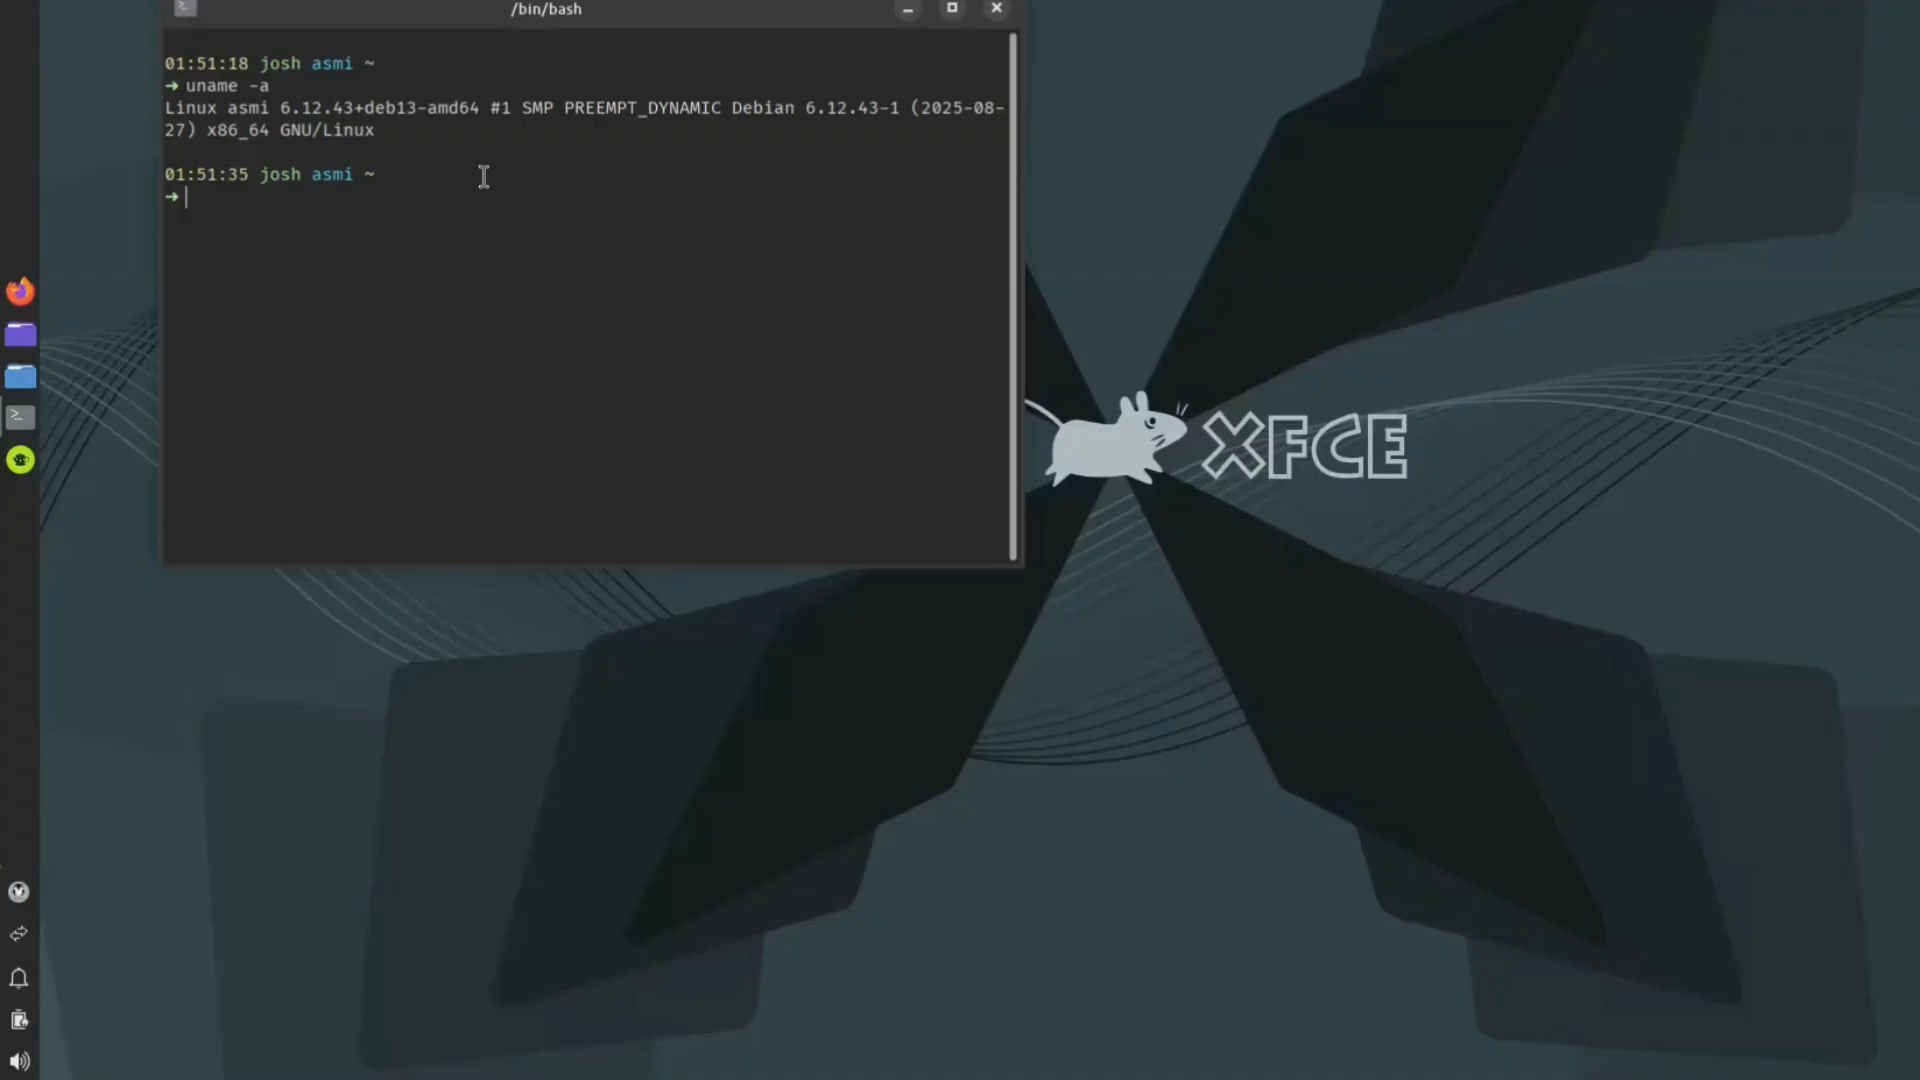 /bin/bash
01:51:18 josh asmi ~
➜ uname -a
Linux asmi 6.12.43+deb13-amd64 #1 SMP PREEMPT_DYNAMIC Debian 6.12.43-1 (2025-08-
27) x86_64 GNU/Linux
01:51:35 josh asmi ~
➜
XFCE